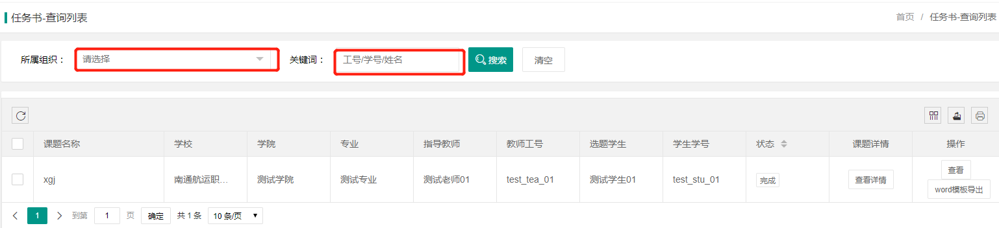 任务书-查询列表
首页 / 任务书-查询列表
所属组织： 请选择 关键词： 工号/学号/姓名 搜索 清空
课题名称 学校 学院 专业 指导教师 教师工号 选题学生 学生学号 状态 课题详情 操作
xgj 南通航运职... 测试学院 测试专业 测试老师01 test_tea_01 测试学生01 test_stu_01 完成 查看详情 查看
word模板导出
1 到第 1 页 确定 共 1 条 10 条/页